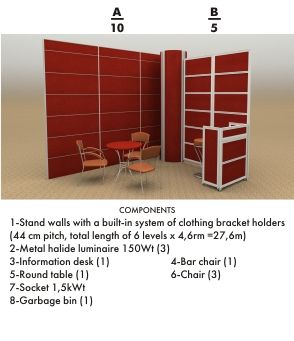 A B
10 5
COMPONENTS
1-Stand walls with a built-in system of clothing bracket holders
(44 cm pitch, total length of 6 levels x 4,6rm =27,6m)
2-Metal halide luminaire 150Wt (3)
3-Information desk (1) 4-Bar chair (1)
5-Round table (1) 6-Chair (3)
7-Socket 1,5kWt
8-Garbage bin (1)